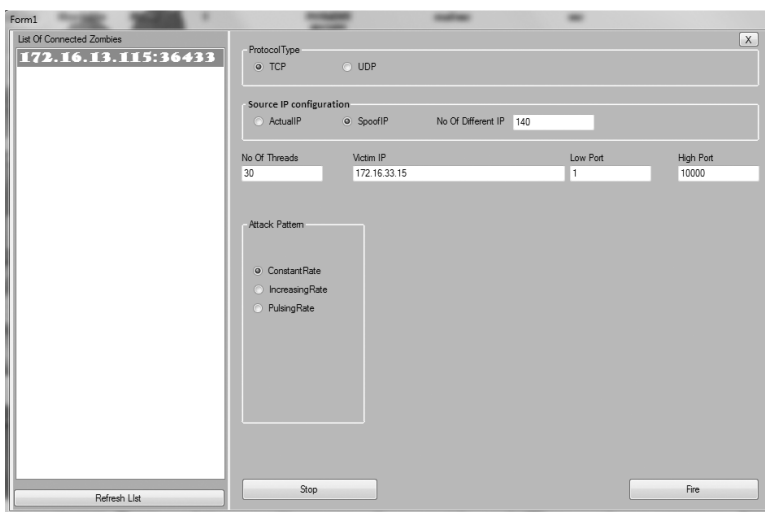 Form1
List Of Connected Zombies
172.16.13.115:36433
Refresh LIst
X
ProtocolType
TCP
UDP
Source IP configuration
ActualIP
SpoofIP
No Of Different IP
140
No Of Threads
Victim IP
Low Port
High Port
30
172.16.33.15
1
10000
Attack Pattern
ConstantRate
IncreasingRate
PulsingRate
Stop
Fire